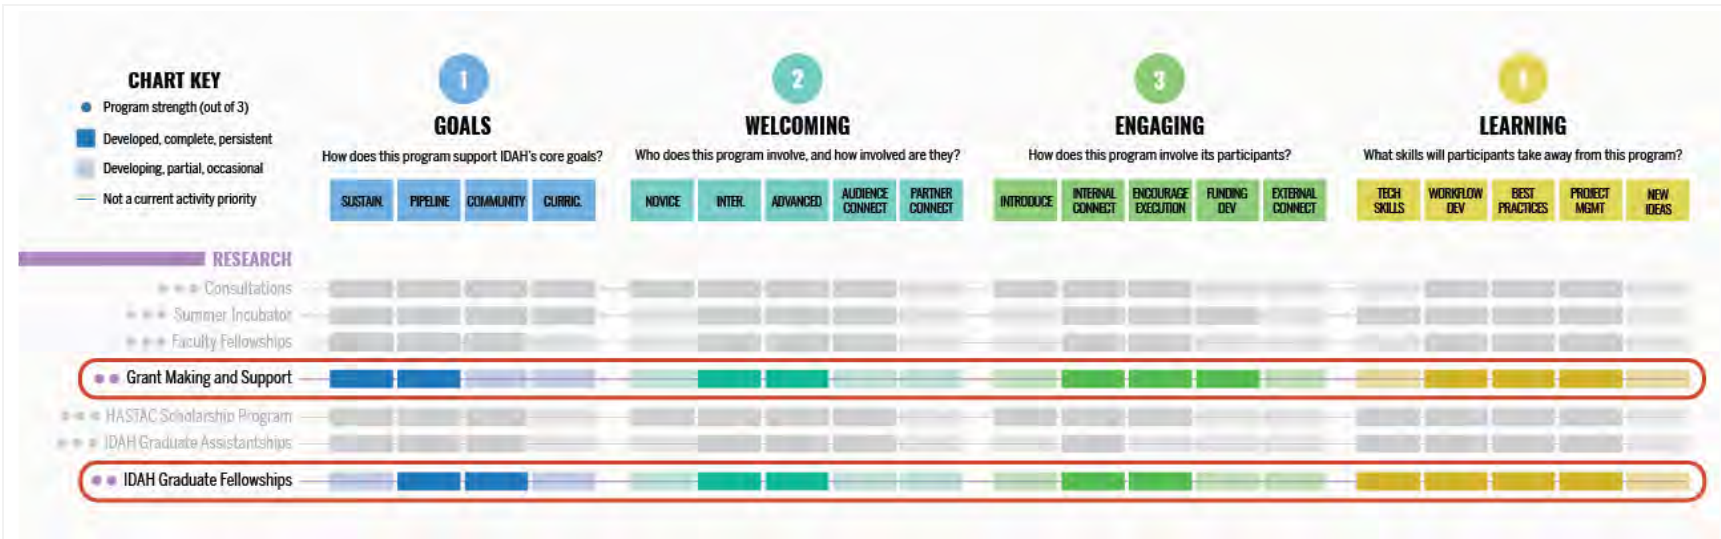 CHART KEY
Program strength (out of 3)
Developed, complete, persistent
Developing, partial, occasional
Not a current activity priority
1
GOALS
How does this program support IDAH's core goals?
SUSTAIN.
PIPELINE
COMMUNITY
CURRIC.
2
WELCOMING
Who does this program involve, and how involved are they?
NOVICE
INTER.
ADVANCED
AUDIENCE
CONNECT
PARTNER
CONNECT
3
ENGAGING
How does this program involve its participants?
INTRODUCE
INTERNAL
CONNECT
ENCOURAGE
EXECUTION
FUNDING
DEV
EXTERNAL
CONNECT
LEARNING
What skills will participants take away from this program?
TECH
SKILLS
WORKFLOW
DEV
BEST
PRACTICES
PROJECT
MGMT
NEW
IDEAS
RESEARCH
Consultations
Summer Incubator
Faculty Fellowships
Grant Making and Support
HASTAC Scholarship Program
IDAH Graduate Assistantships
IDAH Graduate Fellowships